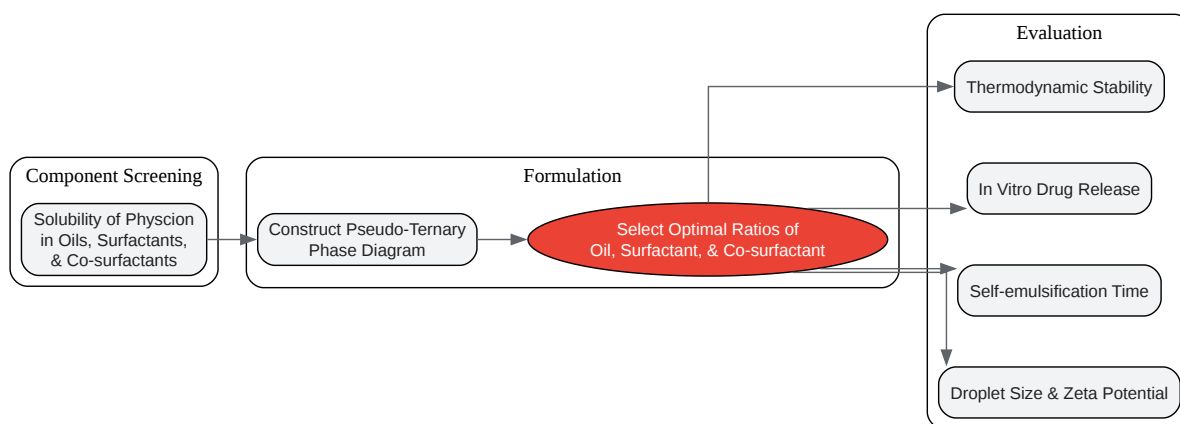 Component Screening
Solubility of Physcion
in Oils, Surfactants,
& Co-surfactants
Formulation
Construct Pseudo-Ternary
Phase Diagram
Select Optimal Ratios of
Oil, Surfactant, & Co-surfactant
Evaluation
Thermodynamic Stability
In Vitro Drug Release
Self-emulsification Time
Droplet Size & Zeta Potential